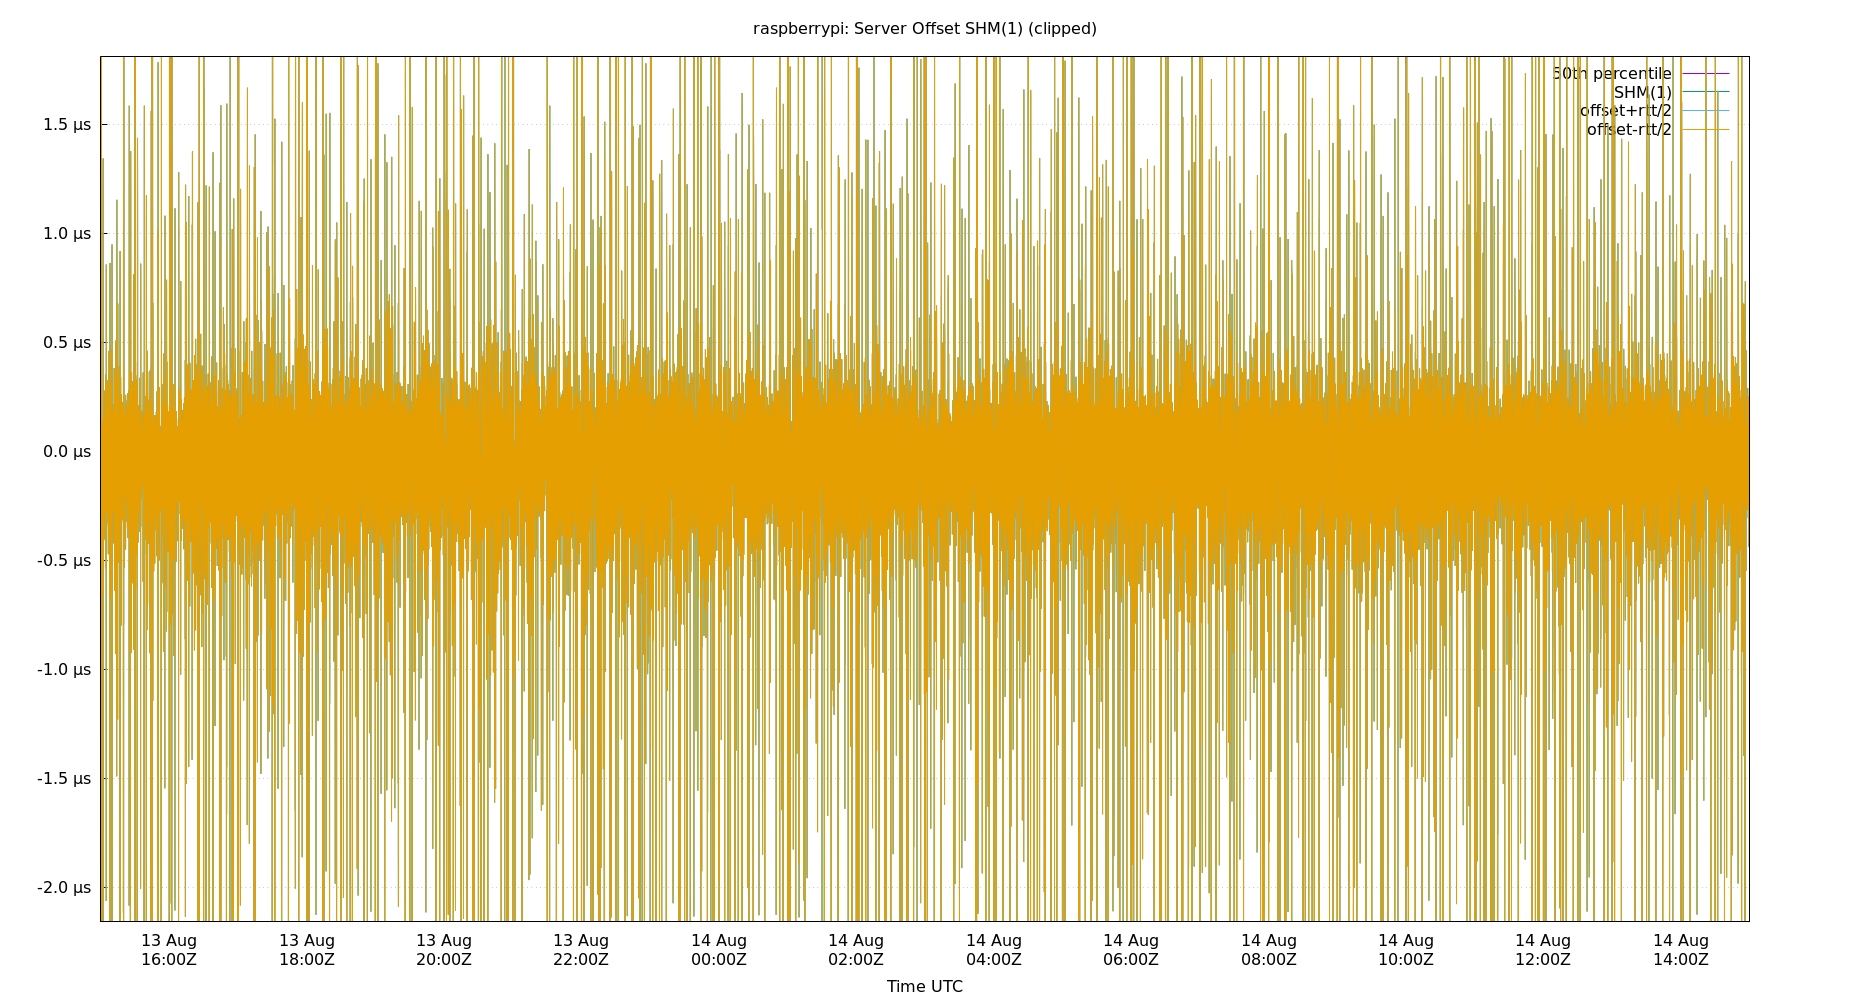 raspberrypi: Server Offset SHM(1) (clipped)
50th percentile
SHM(1)
offset+rtt/2
offset-rtt/2
1.5 µs
1.0 µs
0.5 µs
0.0 µs
-0.5 µs
-1.0 µs
-1.5 µs
-2.0 µs
13 Aug 13 Aug 13 Aug 13 Aug 14 Aug 14 Aug 14 Aug 14 Aug 14 Aug 14 Aug 14 Aug 14 Aug
16:00Z 18:00Z 20:00Z 22:00Z 00:00Z 02:00Z 04:00Z 06:00Z 08:00Z 10:00Z 12:00Z 14:00Z
Time UTC